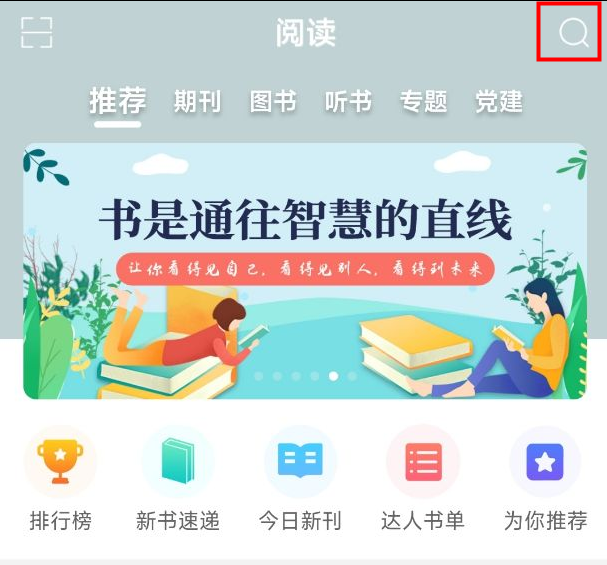 阅读
推荐 期刊 图书 听书 专题 党建
书是通往智慧的直线
让你看得见自己，看得见别人，看得到未来
排行榜 新书速递 今日新刊 达人书单 为你推荐